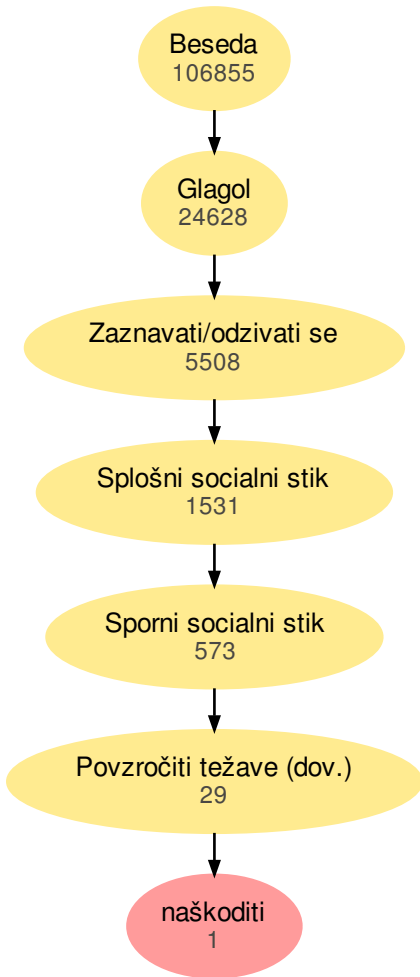 Beseda
106855
Glagol
24628
Zaznavati/odzivati se
5508
Splošni socialni stik
1531
Sporni socialni stik
573
Povzročiti težave (dov.)
29
naškoditi
1